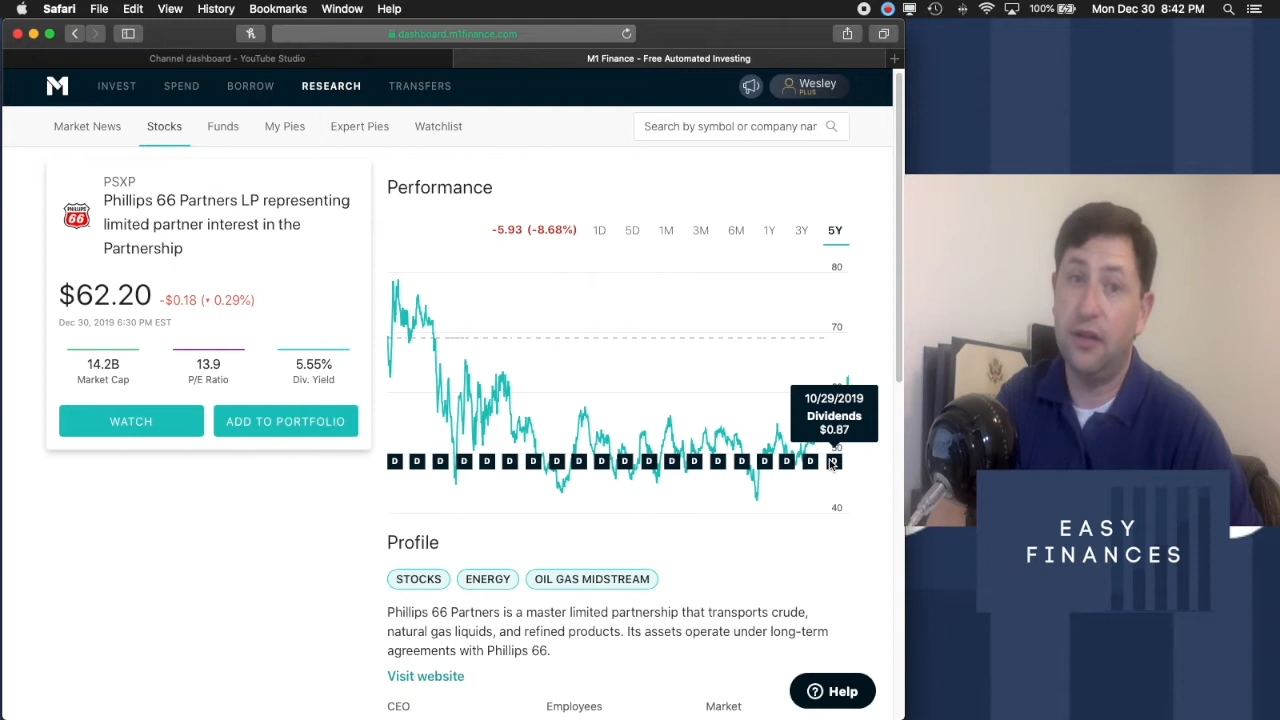 Safari File Edit View History Bookmarks Window Help
100% Mon Dec 30 8:42 PM
dashboard.m1finance.com
Channel dashboard - YouTube Studio
M1 Finance - Free Automated Investing
INVEST SPEND BORROW RESEARCH TRANSFERS
Wesley
PLUS
Market News Stocks Funds My Pies Expert Pies Watchlist
Search by symbol or company nar
PHILLIPS
66
PSXP
Phillips 66 Partners LP representing
limited partner interest in the
Partnership
$62.20 -$0.18 (▾ 0.29%)
Dec 30, 2019 6:30 PM EST
14.2B 13.9 5.55%
Market Cap P/E Ratio Div. Yield
WATCH ADD TO PORTFOLIO
Performance
-5.93 (-8.68%) 1D 5D 1M 3M 6M 1Y 3Y 5Y
80
70
10/29/2019
Dividends
$0.87
D D D D D D D D D D D D D D D D D D D D
40
Profile
STOCKS ENERGY OIL GAS MIDSTREAM
Phillips 66 Partners is a master limited partnership that transports crude,
natural gas liquids, and refined products. Its assets operate under long-term
agreements with Phillips 66.
Visit website
CEO Employees Market
Help
EASY
FINANCES